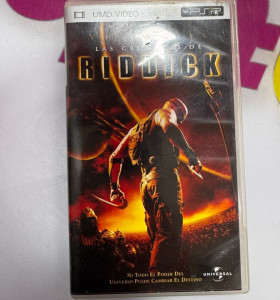 UMD VIDEO
PSP
LAS CRÓNICAS DE
RIDDICK
NI TODO EL PODER DEL
UNIVERSO PUEDE CAMBIAR EL DESTINO
UNIVERSAL